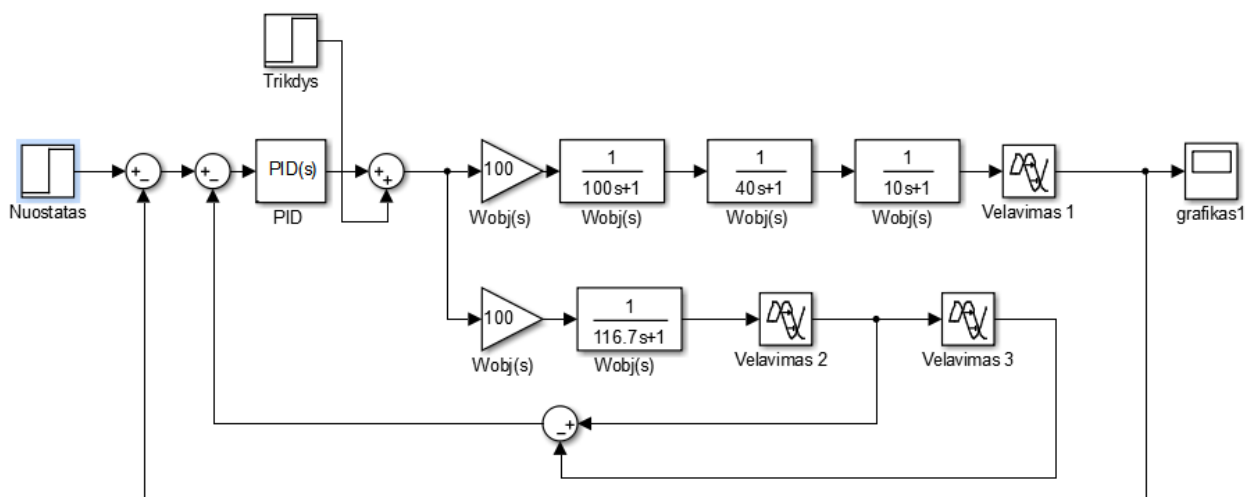 Trikdys
Nuostatas
+
−
+
−
PID(s)
PID
+
+
100
Wobj(s)
1
100s+1
Wobj(s)
1
40s+1
Wobj(s)
1
10s+1
Wobj(s)
Velavimas 1
grafikas1
100
Wobj(s)
1
116.7s+1
Wobj(s)
Velavimas 2
Velavimas 3
−
+